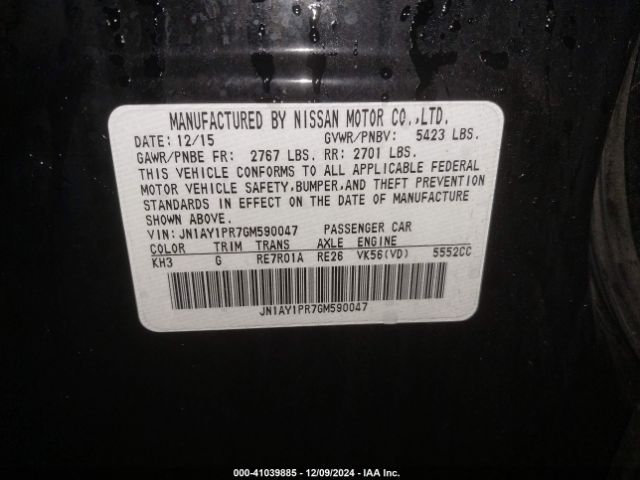 MANUFACTURED BY NISSAN MOTOR CO.,LTD.
DATE: 12/15 GVWR/PNBV: 5423 LBS.
GAWR/PNBE FR: 2767 LBS. RR: 2701 LBS.
THIS VEHICLE CONFORMS TO ALL APPLICABLE FEDERAL
MOTOR VEHICLE SAFETY,BUMPER,AND THEFT PREVENTION
STANDARDS IN EFFECT ON THE DATE OF MANUFACTURE
SHOWN ABOVE.
VIN: JN1AY1PR7GM590047 PASSENGER CAR
COLOR TRIM TRANS AXLE ENGINE
KH3 G RE7R01A RE26 VK56(VD) 5552CC
JN1AY1PR7GM590047
000-41039885 - 12/09/2024 - IAA Inc.